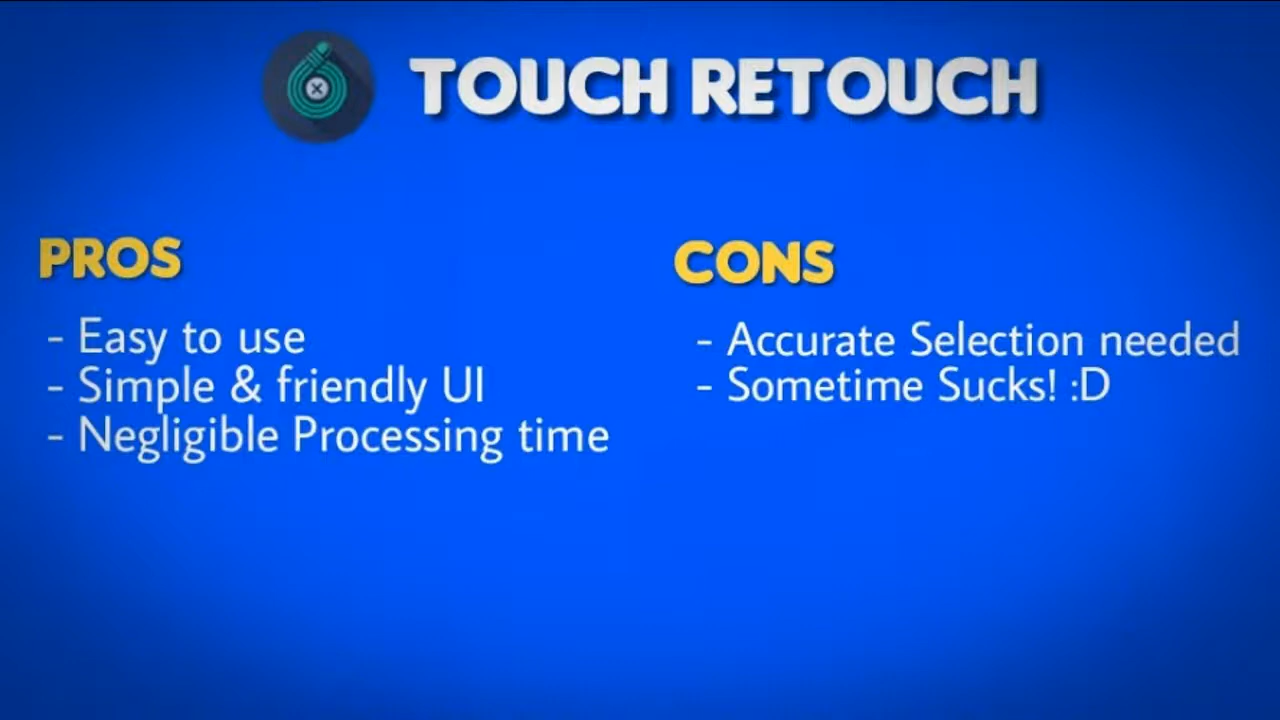 TOUCH RETOUCH
PROS
- Easy to use
- Simple & friendly UI
- Negligible Processing time
CONS
- Accurate Selection needed
- Sometime Sucks! :D